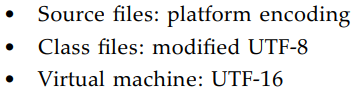 • Source files: platform encoding
• Class files: modified UTF-8
• Virtual machine: UTF-16